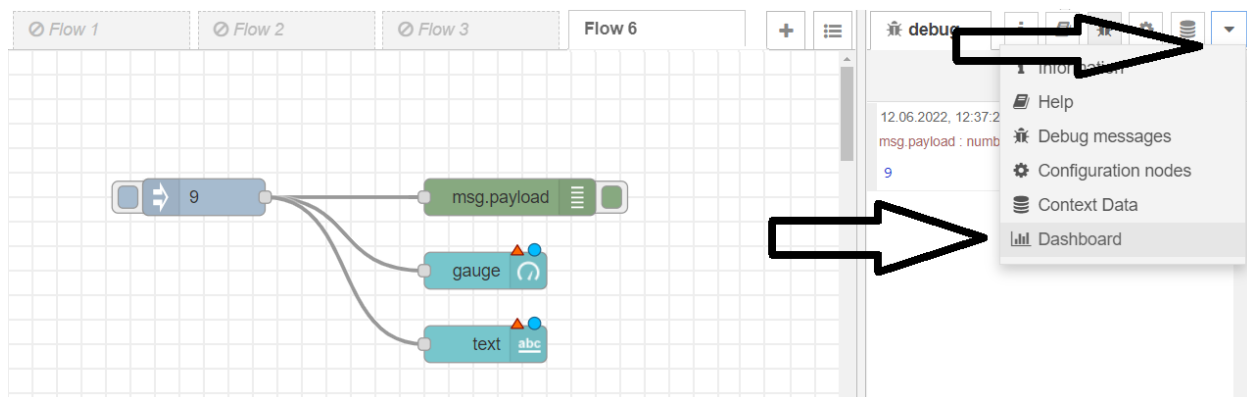 Flow 1
Flow 2
Flow 3
Flow 6
debug
Information
Help
12.06.2022, 12:37:2
Debug messages
msg.payload : numb
9
Configuration nodes
Context Data
Dashboard
9
msg.payload
gauge
text
abc